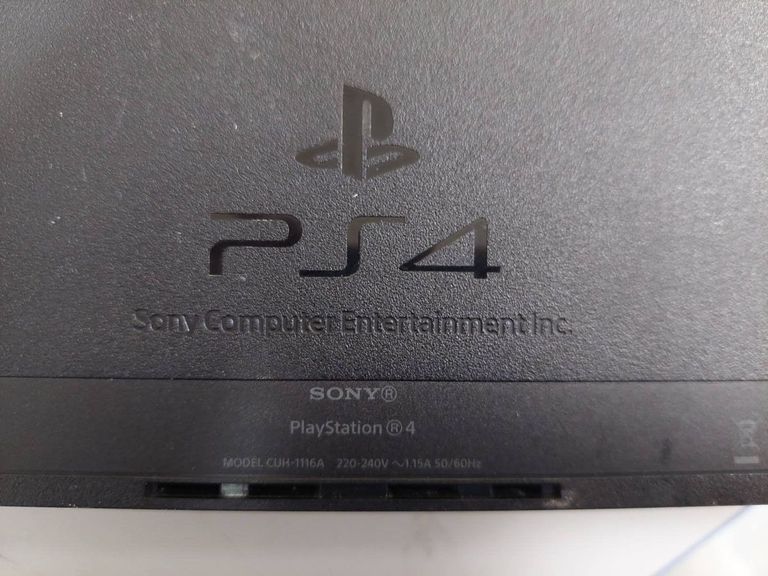 PS4
Sony Computer Entertainment Inc.
SONY®
PlayStation ® 4
MODEL CUH-1116A 220-240V ~1.15A 50/60Hz